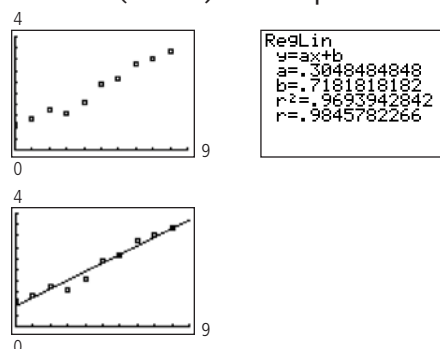 4
9
0
RegLin
y=ax+b
a=.3048484848
b=.7181818182
r²=.9693942842
r=.9845782266
4
9
0